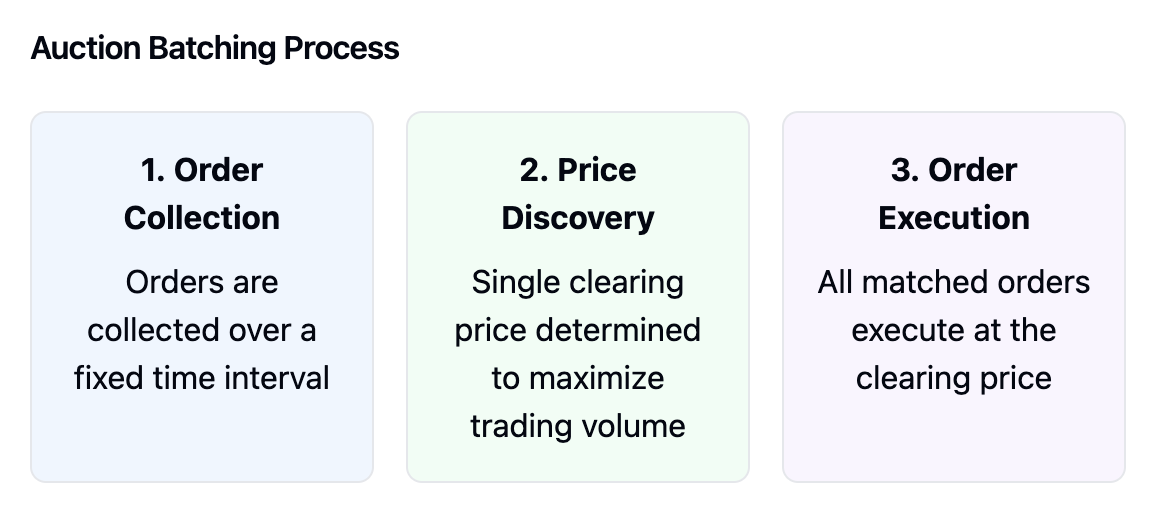 Auction Batching Process
1. Order
Collection
Orders are
collected over a
fixed time interval
2. Price
Discovery
Single clearing
price determined
to maximize
trading volume
3. Order
Execution
All matched orders
execute at the
clearing price